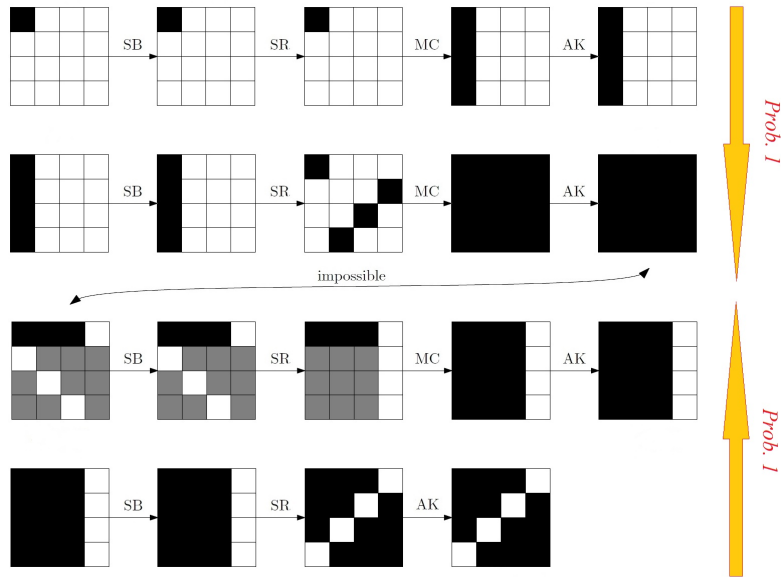 SB SR MC AK
Prob. 1
SB SR MC AK
impossible
SB SR MC AK
Prob. 1
SB SR AK